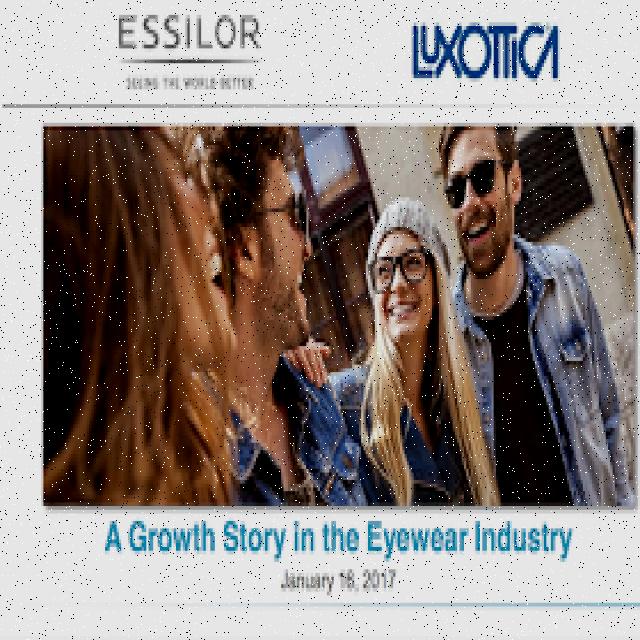 ESSILOR
SEEING THE WORLD BETTER
LUXOTTICA
A Growth Story in the Eyewear Industry
January 16, 2017